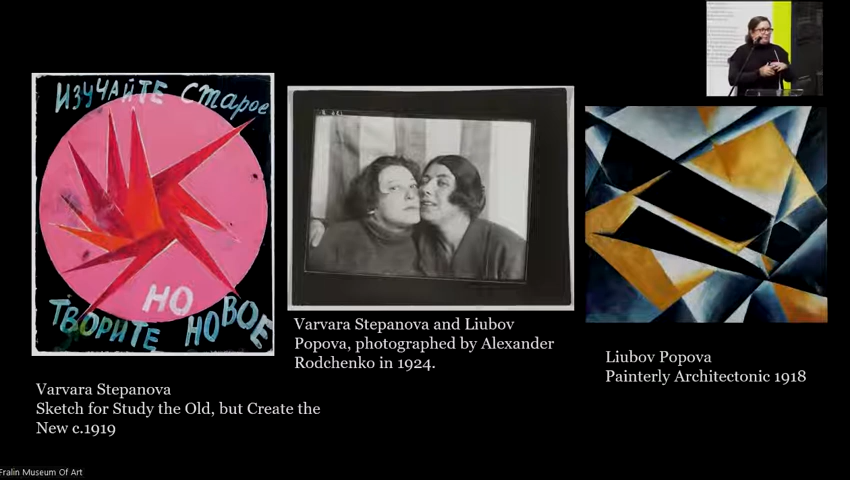 ИЗУЧАЙТЕ старое
НО
ТВОРИТЕ НОВОЕ
Varvara Stepanova
Sketch for Study the Old, but Create the
New c.1919
Varvara Stepanova and Liubov
Popova, photographed by Alexander
Rodchenko in 1924.
Liubov Popova
Painterly Architectonic 1918
Fralin Museum Of Art